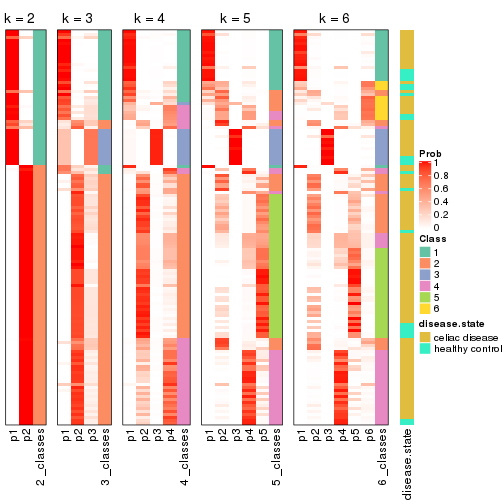 k = 2
k = 3
k = 4
k = 5
k = 6
Prob
1
0.8
0.6
0.4
0.2
0
Class
1
2
3
4
5
6
disease.state
celiac disease
healthy control
p1
p2
2_classes
p1
p2
p3
3_classes
p1
p2
p3
p4
4_classes
p1
p2
p3
p4
p5
5_classes
p1
p2
p3
p4
p5
p6
6_classes
disease.state